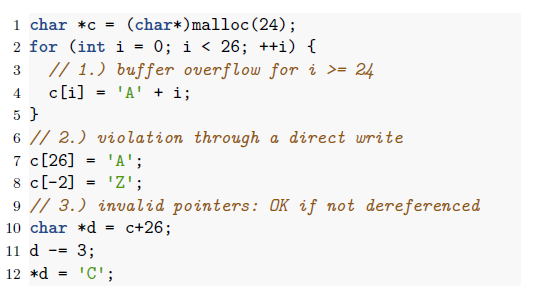 1 char *c = (char*)malloc(24);
2 for (int i = 0; i < 26; ++i) {
3 // 1.) buffer overflow for i >= 24
4 c[i] = 'A' + i;
5 }
6 // 2.) violation through a direct write
7 c[26] = 'A';
8 c[-2] = 'Z';
9 // 3.) invalid pointers: OK if not dereferenced
10 char *d = c+26;
11 d -= 3;
12 *d = 'C';